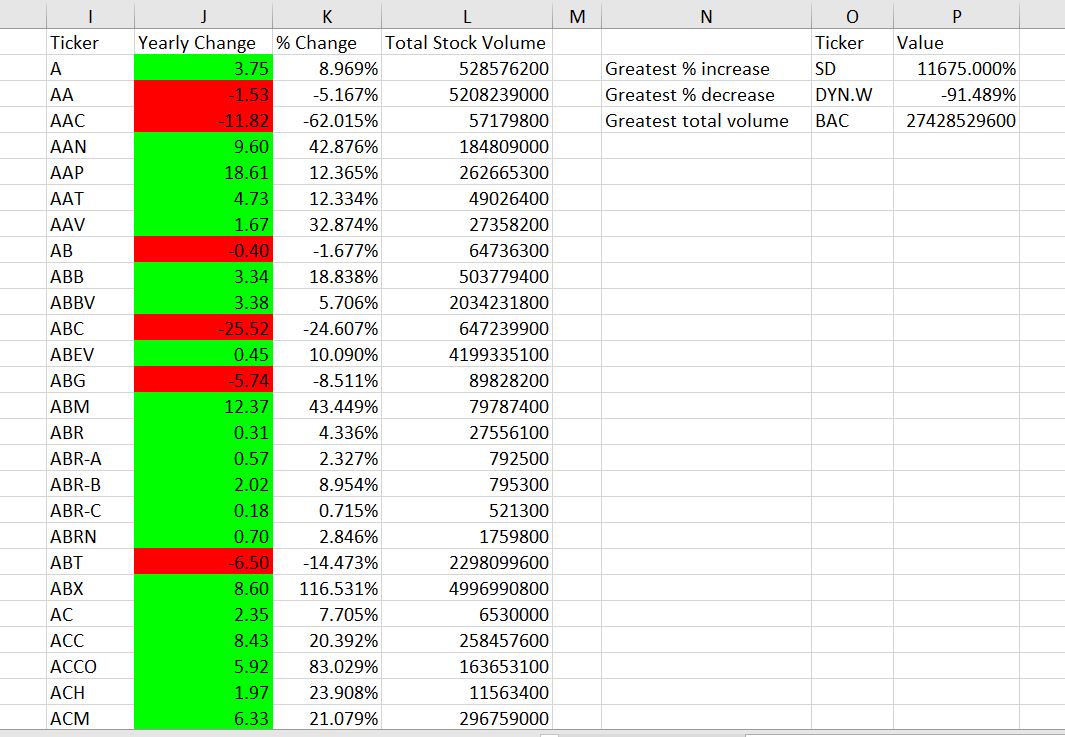 I J K L M N O P
Ticker Yearly Change % Change Total Stock Volume Ticker Value
A 3.75 8.969% 528576200 Greatest % increase SD 11675.000%
AA -1.53 -5.167% 5208239000 Greatest % decrease DYN.W -91.489%
AAC -11.82 -62.015% 57179800 Greatest total volume BAC 27428529600
AAN 9.60 42.876% 184809000
AAP 18.61 12.365% 262665300
AAT 4.73 12.334% 49026400
AAV 1.67 32.874% 27358200
AB -0.40 -1.677% 64736300
ABB 3.34 18.838% 503779400
ABBV 3.38 5.706% 2034231800
ABC -25.52 -24.607% 647239900
ABEV 0.45 10.090% 4199335100
ABG -5.74 -8.511% 89828200
ABM 12.37 43.449% 79787400
ABR 0.31 4.336% 27556100
ABR-A 0.57 2.327% 792500
ABR-B 2.02 8.954% 795300
ABR-C 0.18 0.715% 521300
ABRN 0.70 2.846% 1759800
ABT -6.50 -14.473% 2298099600
ABX 8.60 116.531% 4996990800
AC 2.35 7.705% 6530000
ACC 8.43 20.392% 258457600
ACCO 5.92 83.029% 163653100
ACH 1.97 23.908% 11563400
ACM 6.33 21.079% 296759000